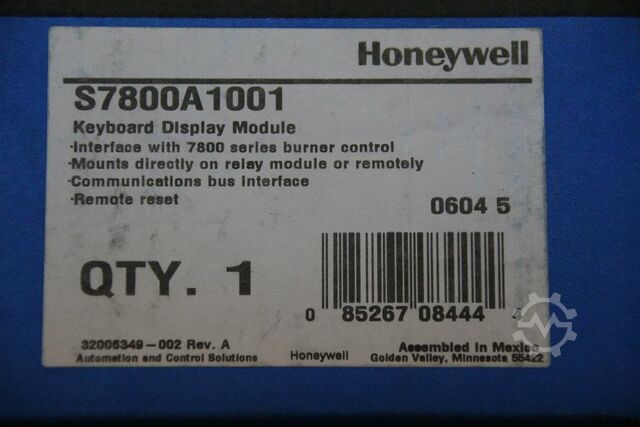 Honeywell
S7800A1001
Keyboard Display Module
·Interface with 7800 series burner control
·Mounts directly on relay module or remotely
·Communications bus interface
·Remote reset
0604 5
QTY. 1
0 85267 08444
32006349-002 Rev. A
Assembled in Mexico
Automation and Control Solutions Honeywell Golden Valley, Minnesota 55422